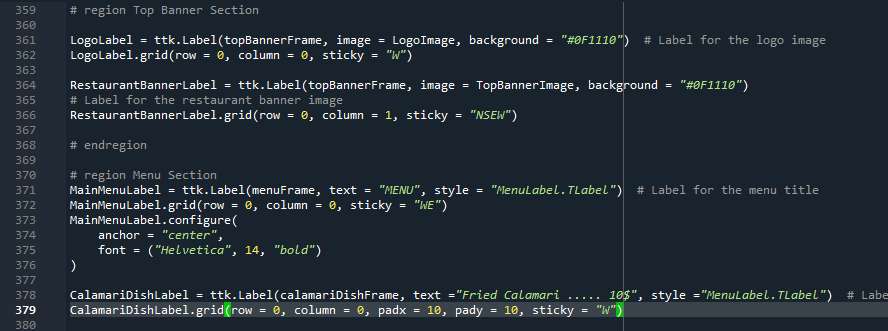 359 # region Top Banner Section
360
361 LogoLabel = ttk.Label(topBannerFrame, image = LogoImage, background = "#0F1110")  # Label for the logo image
362 LogoLabel.grid(row = 0, column = 0, sticky = "W")
363
364 RestaurantBannerLabel = ttk.Label(topBannerFrame, image = TopBannerImage, background = "#0F1110")
365 # Label for the restaurant banner image
366 RestaurantBannerLabel.grid(row = 0, column = 1, sticky = "NSEW")
367
368 # endregion
369
370 # region Menu Section
371 MainMenuLabel = ttk.Label(menuFrame, text = "MENU", style = "MenuLabel.TLabel")  # Label for the menu title
372 MainMenuLabel.grid(row = 0, column = 0, sticky = "WE")
373 MainMenuLabel.configure(
374     anchor = "center",
375     font = ("Helvetica", 14, "bold")
376 )
377
378 CalamariDishLabel = ttk.Label(calamariDishFrame, text ="Fried Calamari ..... 10$", style ="MenuLabel.TLabel")  # Labe
379 CalamariDishLabel.grid(row = 0, column = 0, padx = 10, pady = 10, sticky = "W")
380